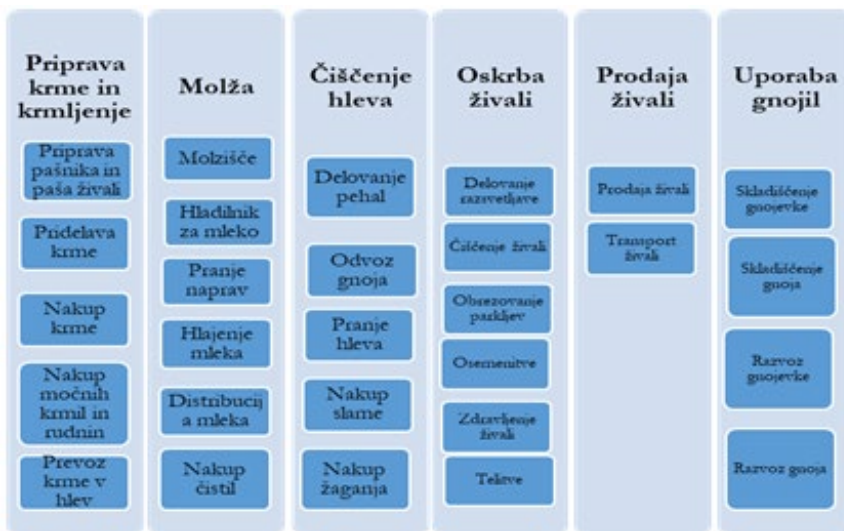 Priprava
krme in
krmljenje
Priprava
pašnika in
paša živali
Pridelava
krme
Nakup
krme
Nakup
močnih
krmil in
rudnin
Prevoz
krme v
hlev
Molža
Molzišče
Hladilnik
za mleko
Pranje
naprav
Hlajenje
mleka
Distribucij
a mleka
Nakup
čistil
Čiščenje
hleva
Delovanje
pehal
Odvoz
gnoja
Pranje
hleva
Nakup
slame
Nakup
žaganja
Oskrba
živali
Delovanje
razsvetljave
Čiščenje živali
Obrezovanje
parkljev
Osemenitve
Zdravljenje
živali
Telitve
Prodaja
živali
Prodaja živali
Transport
živali
Uporaba
gnojil
Skladiščenje
gnojevke
Skladiščenje
gnoja
Razvoz
gnojevke
Razvoz gnoja